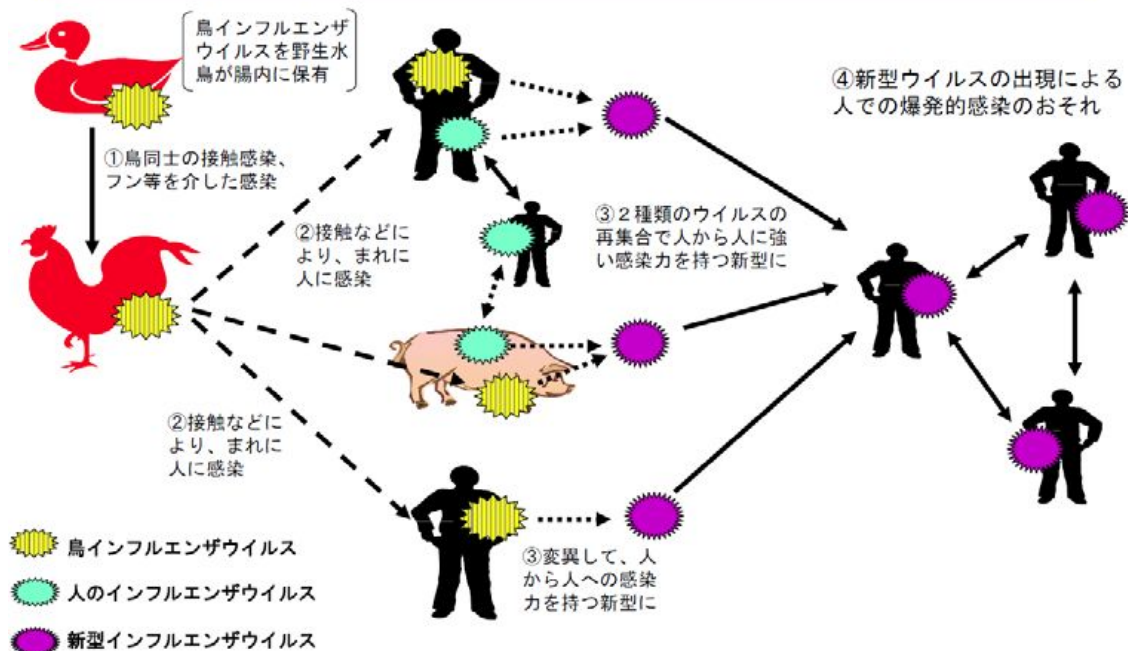 鳥インフルエンザ
ウイルスを野生水
鳥が腸内に保有
④新型ウイルスの出現による
人での爆発的感染のおそれ
①鳥同士の接触感染、
フン等を介した感染
②接触などに
より、まれに
人に感染
③２種類のウイルスの
再集合で人から人に強
い感染力を持つ新型に
②接触などに
より、まれに
人に感染
③変異して、人
から人への感染
力を持つ新型に
鳥インフルエンザウイルス
人のインフルエンザウイルス
新型インフルエンザウイルス